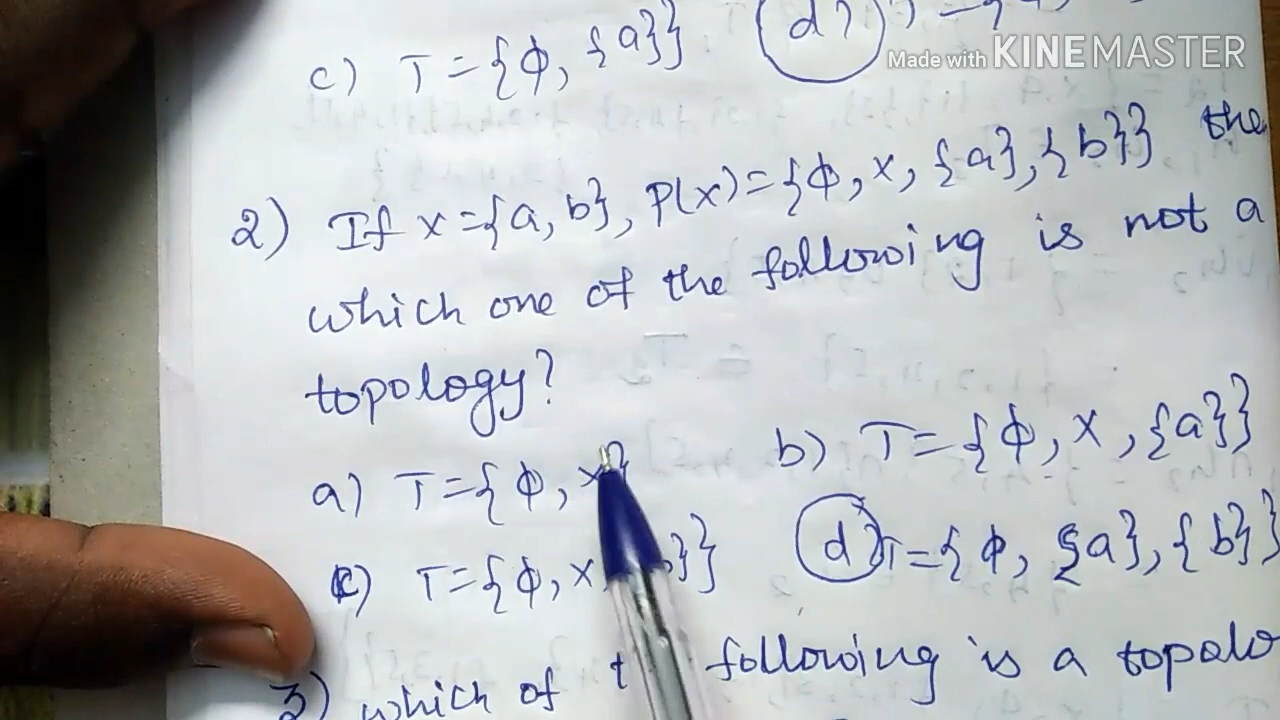 c) T={ϕ, {a}} d)
Made with KINEMASTER
2) If x={a, b}, P(x)={ϕ, x, {a}, {b}} the
which one of the following is not a
topology?
a) T={ϕ, x} b) T={ϕ, x, {a}}
c) T={ϕ, x, b}} d) T={ϕ, {a}, {b}}
3) which of t following is a topolo